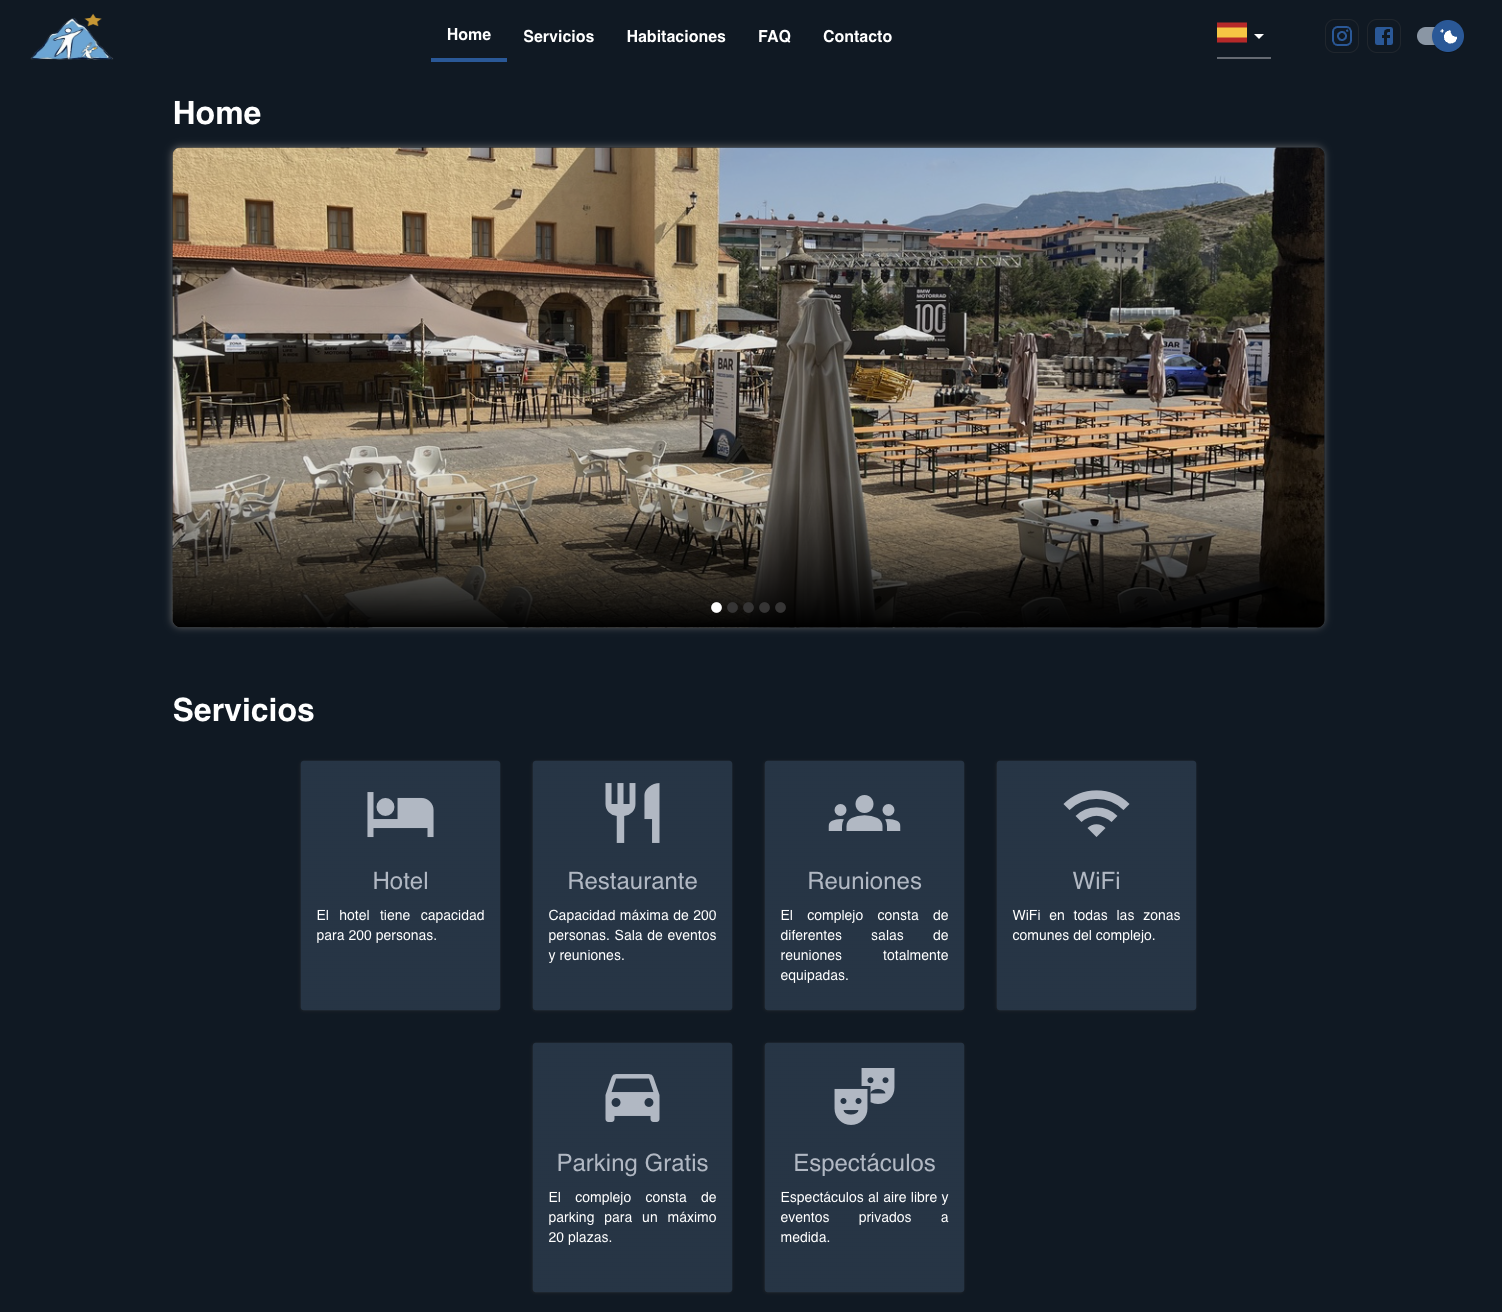 Home
Servicios
Habitaciones
FAQ
Contacto
Home
BMW
MOTORRAD
100
BAR
BAR
Servicios
Hotel
El hotel tiene capacidad
para 200 personas.
Restaurante
Capacidad máxima de 200
personas. Sala de eventos
y reuniones.
Reuniones
El complejo consta de
diferentes salas de
reuniones totalmente
equipadas.
WiFi
WiFi en todas las zonas
comunes del complejo.
Parking Gratis
El complejo consta de
parking para un máximo
20 plazas.
Espectáculos
Espectáculos al aire libre y
eventos privados a
medida.